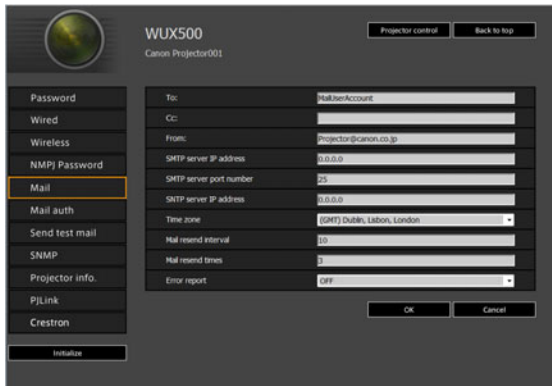 WUX500
Projector control
Back to top
Canon Projector001
Password
Wired
Wireless
NMPJ Password
Mail
Mail auth
Send test mail
SNMP
Projector info.
PJLink
Crestron
Initialize
To: MailUserAccount
Cc:
From: Projector@canon.co.jp
SMTP server IP address 0.0.0.0
SMTP server port number 25
SNTP server IP address 0.0.0.0
Time zone (GMT) Dublin, Lisbon, London
Mail resend interval 10
Mail resend times 3
Error report OFF
OK
Cancel